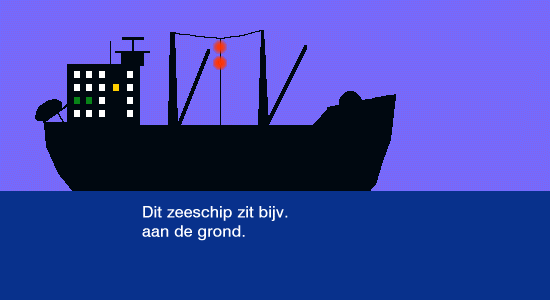 Dit zeeschip zit bijv.
aan de grond.